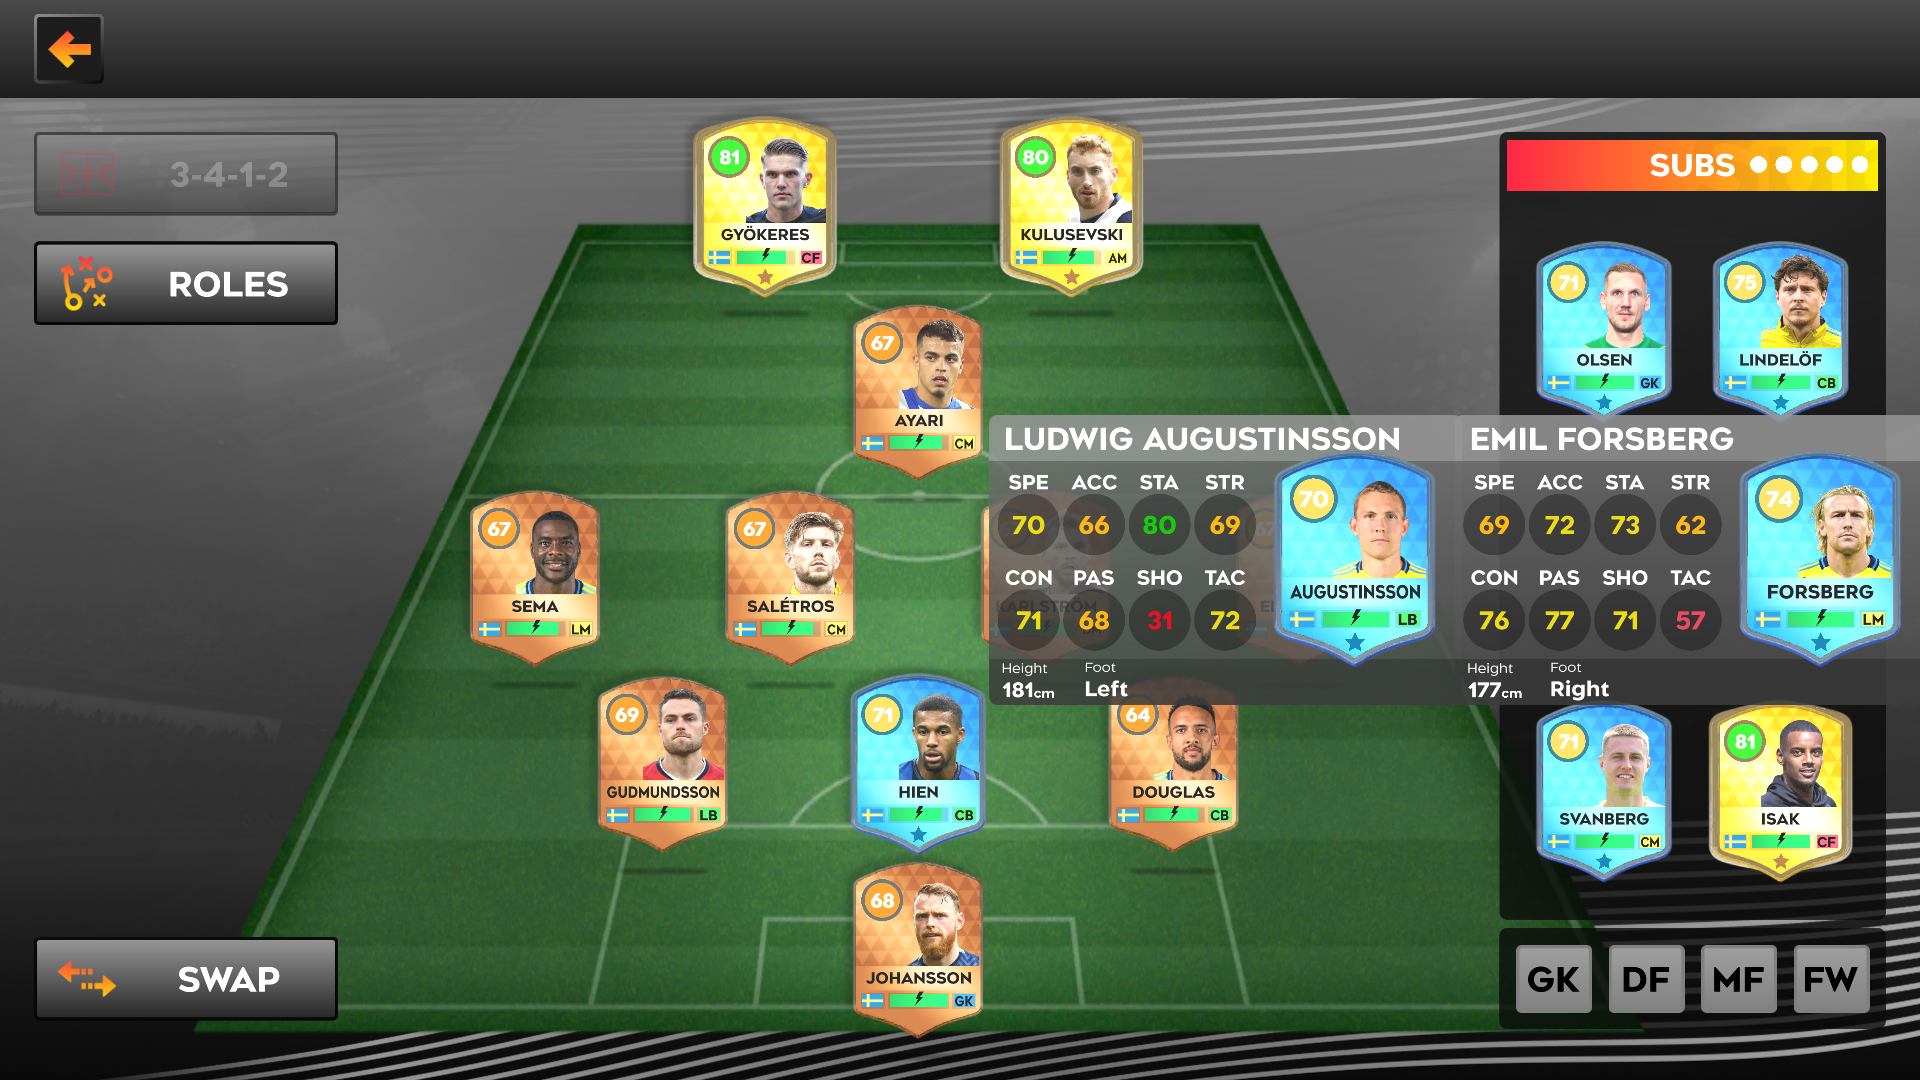 3-4-1-2
ROLES
SWAP
81
GYÖKERES
CF
80
KULUSEVSKI
AM
67
AYARI
CM
67
SEMA
LM
67
SALÉTROS
CM
KARLSTRÖM
67
69
GUDMUNDSSON
LB
71
HIEN
CB
64
DOUGLAS
CB
68
JOHANSSON
GK
SUBS
71
OLSEN
GK
75
LINDELÖF
CB
LUDWIG AUGUSTINSSON
SPE ACC STA STR
70 66 80 69
CON PAS SHO TAC
71 68 31 72
Height Foot
181cm Left
70
AUGUSTINSSON
LB
EMIL FORSBERG
SPE ACC STA STR
69 72 73 62
CON PAS SHO TAC
76 77 71 57
Height Foot
177cm Right
74
FORSBERG
LM
71
SVANBERG
CM
81
ISAK
CF
GK DF MF FW